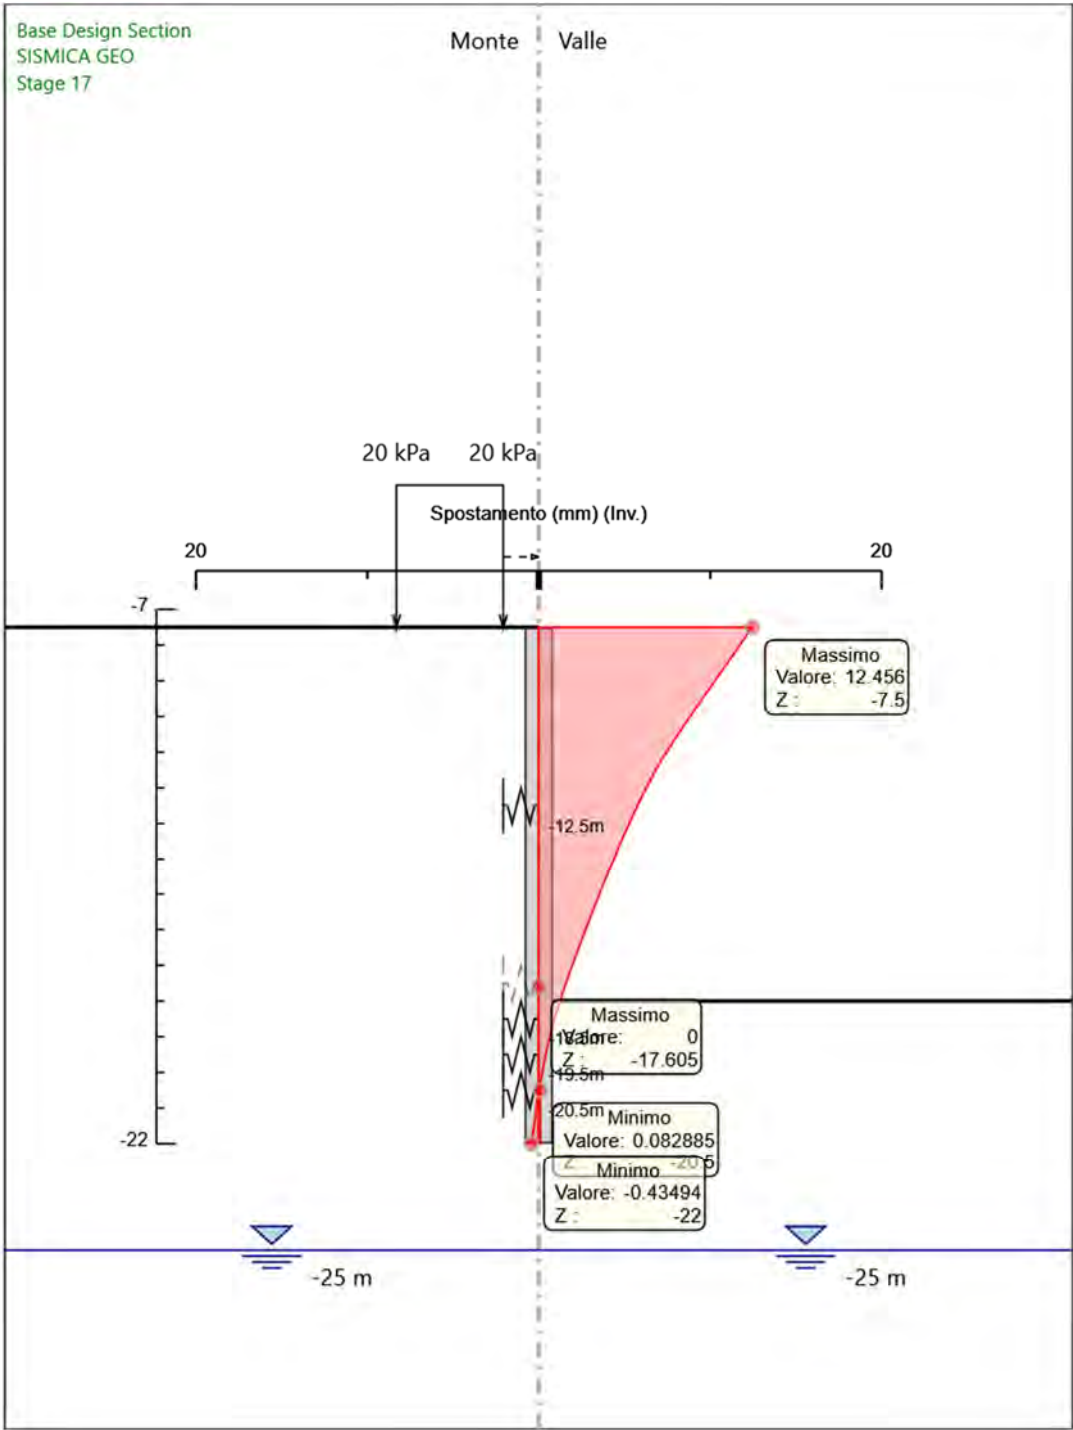 Base Design Section
SISMICA GEO
Stage 17
Monte
Valle
20 kPa
20 kPa
Spostamento (mm) (Inv.)
20
20
-7
Massimo
Valore: 12.456
Z : -7.5
-12.5m
Massimo
Valore: 0
Z : -17.605
-19.5m
-20.5m
Minimo
Valore: 0.082885
Z : -20.5
-22
Minimo
Valore: -0.43494
Z : -22
-25 m
-25 m